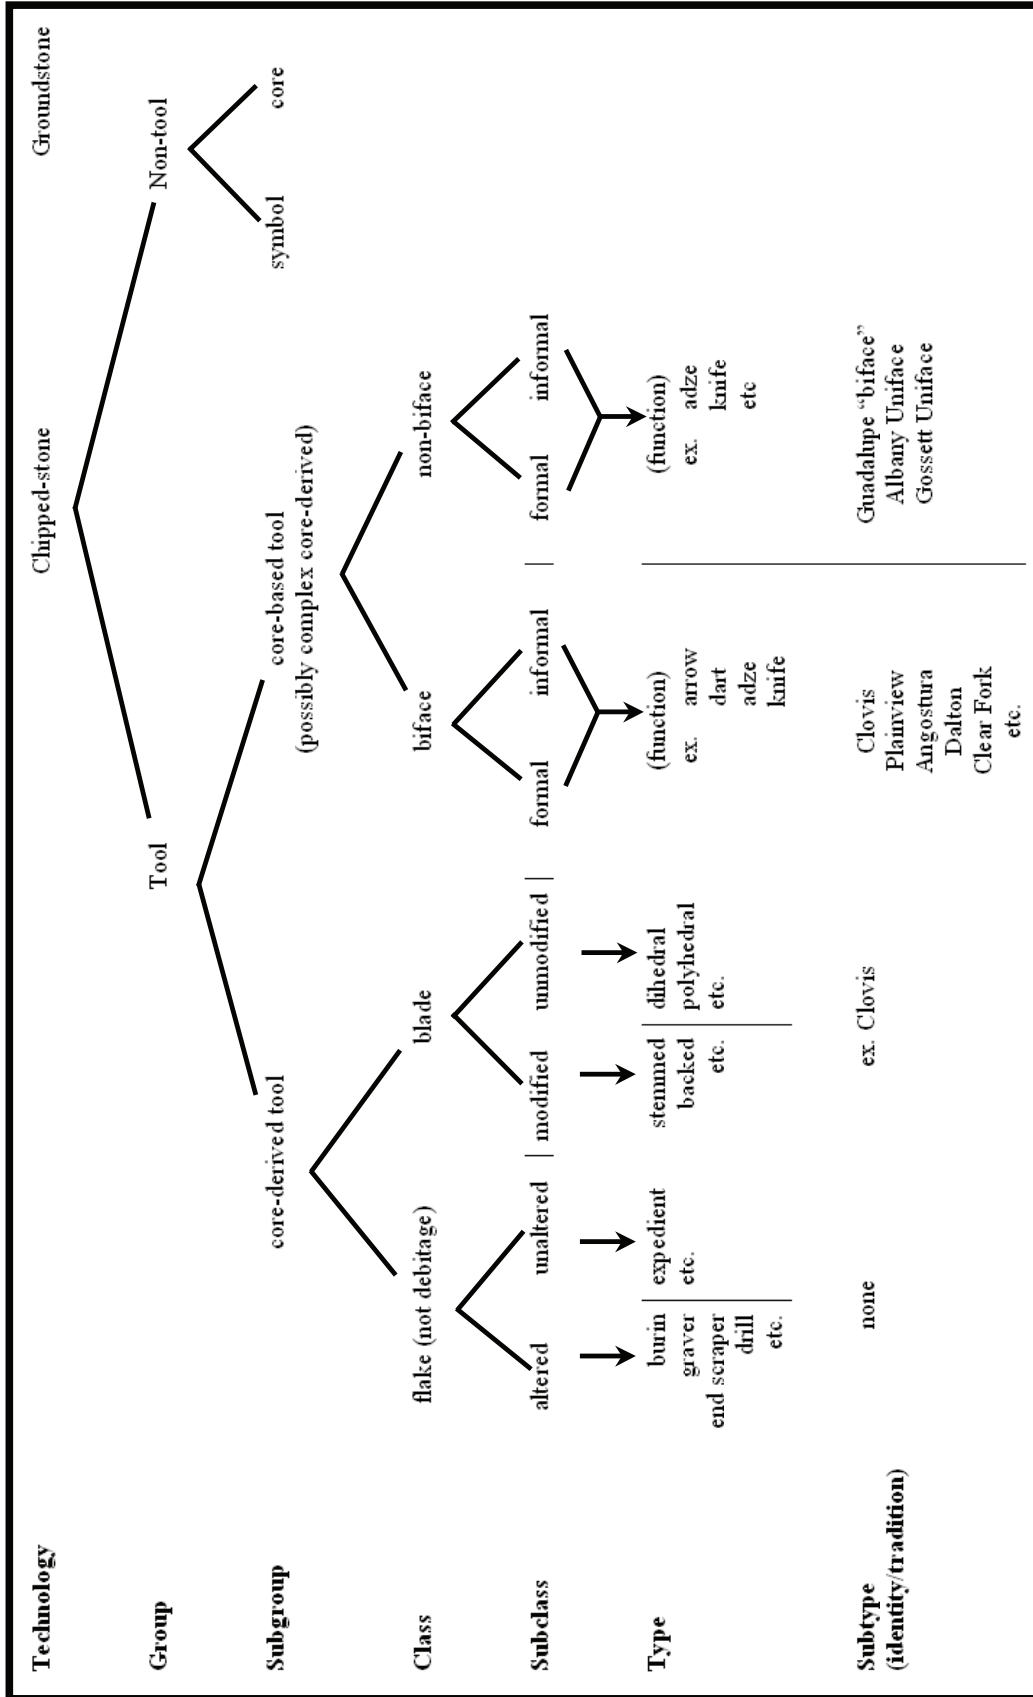 Technology
Chipped-stone
Groundstone
Group
Tool
Non-tool
Subgroup
core-derived tool
core-based tool
(possibly complex core-derived)
symbol
core
Class
flake (not debitage)
blade
biface
non-biface
Subclass
altered
unaltered
modified
unmodified
formal
informal
formal
informal
Type
burin
graver
end scraper
drill
etc.
expedient
etc.
stemmed
backed
etc.
dihedral
polyhedral
etc.
(function)
ex. arrow
dart
adze
knife
(function)
ex. adze
knife
etc
Subtype
(identity/tradition)
none
ex. Clovis
Clovis
Plainview
Angostura
Dalton
Clear Fork
etc.
Guadalupe “biface”
Albany Uniface
Gossett Uniface